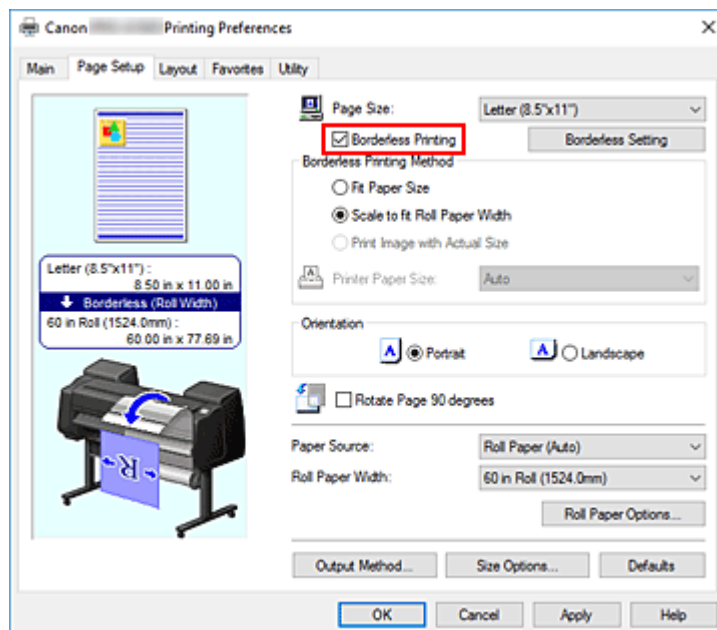 Canon Printing Preferences
Main Page Setup Layout Favorites Utility
Page Size: Letter (8.5"x11")
Borderless Printing Borderless Setting
Borderless Printing Method
Fit Paper Size
Scale to fit Roll Paper Width
Print Image with Actual Size
Printer Paper Size: Auto
Letter (8.5"x11") :
8.50 in x 11.00 in
Borderless (Roll Width)
60 in Roll (1524.0mm) :
60.00 in x 77.69 in
Orientation
A Portrait A Landscape
Rotate Page 90 degrees
R
Paper Source: Roll Paper (Auto)
Roll Paper Width: 60 in Roll (1524.0mm)
Roll Paper Options...
Output Method... Size Options... Defaults
OK Cancel Apply Help